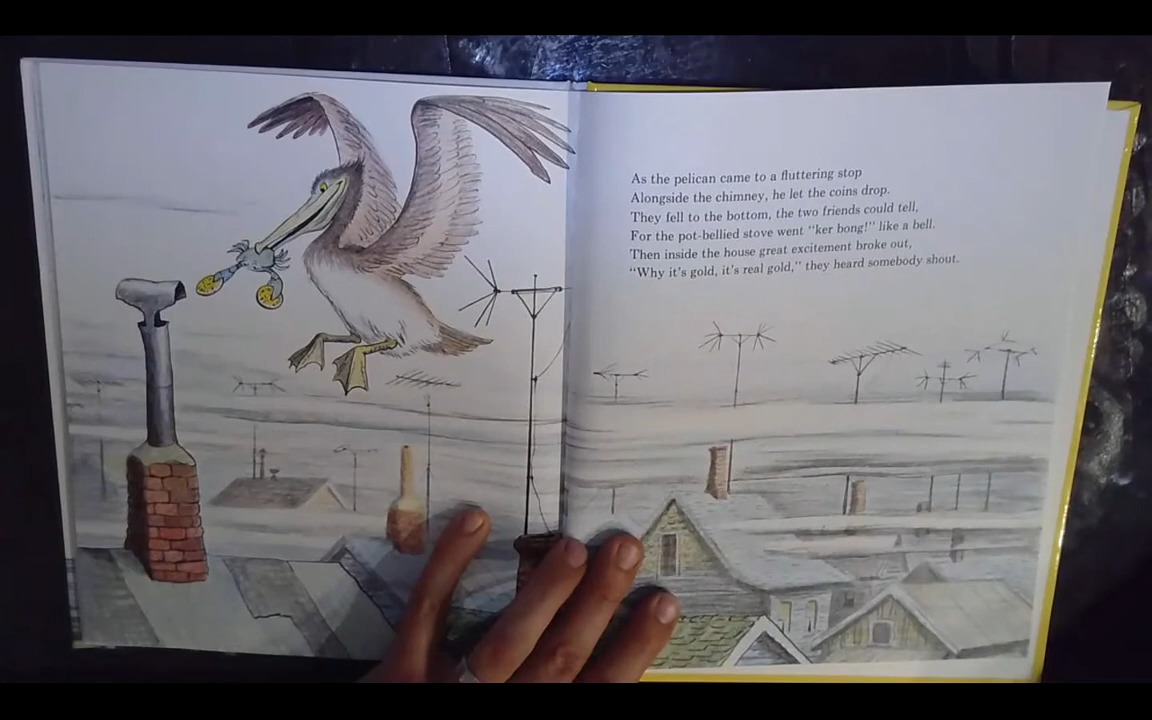 As the pelican came to a fluttering stop
Alongside the chimney, he let the coins drop.
They fell to the bottom, the two friends could tell,
For the pot-bellied stove went “ker bong!” like a bell.
Then inside the house great excitement broke out,
“Why it’s gold, it’s real gold,” they heard somebody shout.